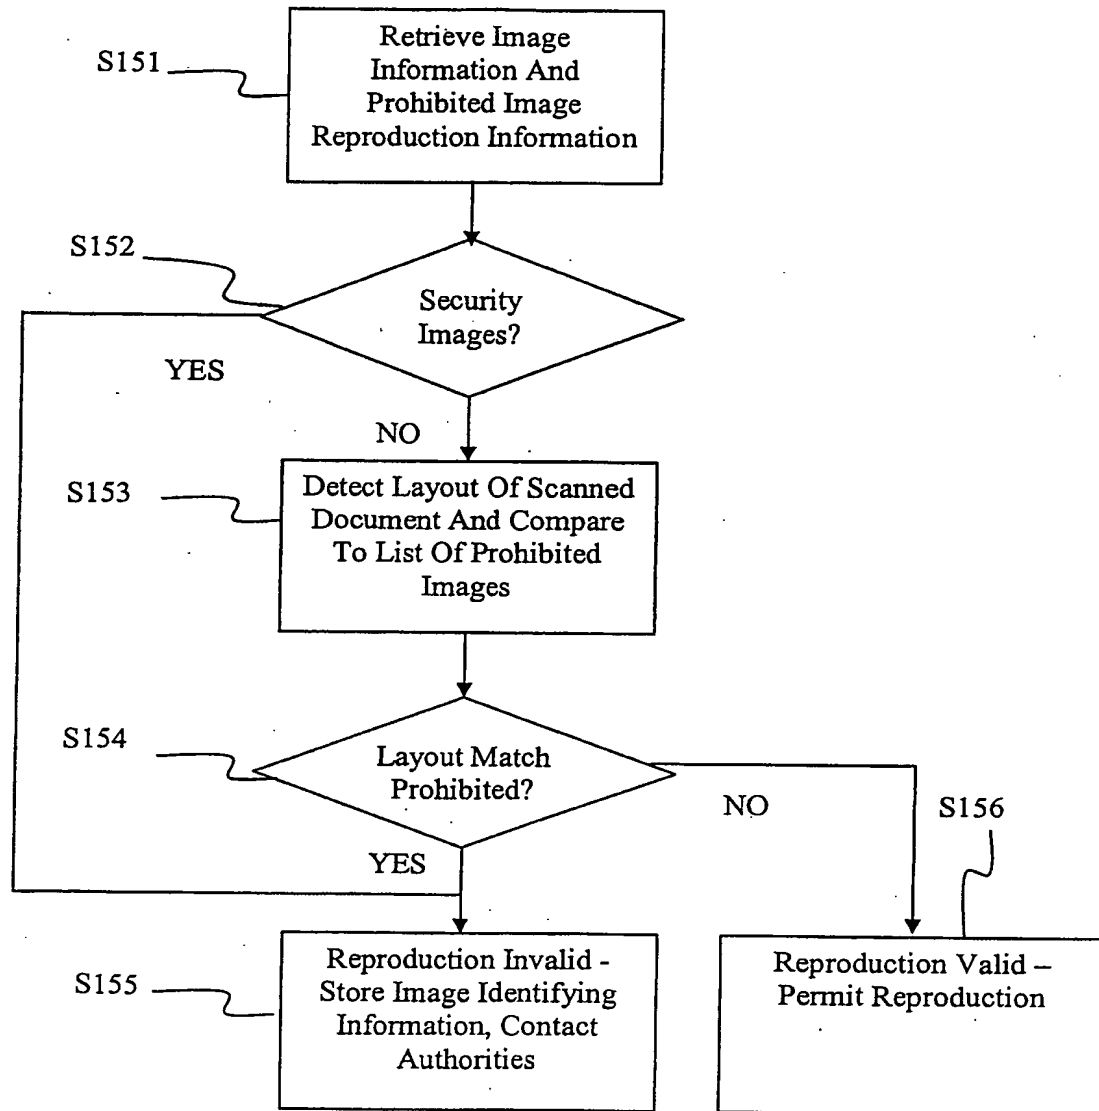 S151
Retrieve Image
Information And
Prohibited Image
Reproduction Information
S152
Security
Images?
YES
NO
S153
Detect Layout Of Scanned
Document And Compare
To List Of Prohibited
Images
S154
Layout Match
Prohibited?
NO
S156
YES
S155
Reproduction Invalid -
Store Image Identifying
Information, Contact
Authorities
Reproduction Valid –
Permit Reproduction